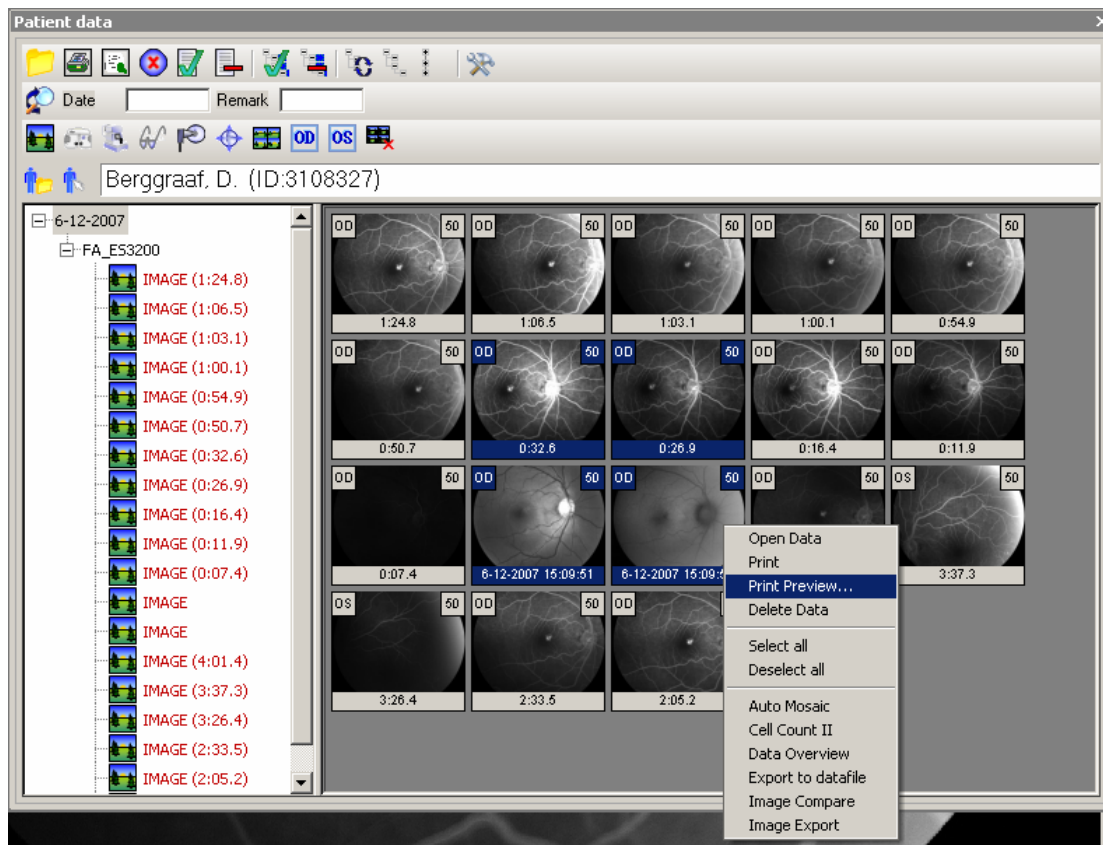 Patient data
Date Remark
OD OS
Berggraaf, D. (ID:3108327)
6-12-2007
FA_ES3200
IMAGE (1:24.8)
IMAGE (1:06.5)
IMAGE (1:03.1)
IMAGE (1:00.1)
IMAGE (0:54.9)
IMAGE (0:50.7)
IMAGE (0:32.6)
IMAGE (0:26.9)
IMAGE (0:16.4)
IMAGE (0:11.9)
IMAGE (0:07.4)
IMAGE
IMAGE
IMAGE (4:01.4)
IMAGE (3:37.3)
IMAGE (3:26.4)
IMAGE (2:33.5)
IMAGE (2:05.2)
OD 50 OD 50 OD 50 OD 50 OD 50
1:24.8 1:06.5 1:03.1 1:00.1 0:54.9
OD 50 OD 50 OD 50 OD 50 OD 50
0:50.7 0:32.6 0:26.9 0:16.4 0:11.9
OD 50 OD 50 OD 50 OD 50 OS 50
0:07.4 6-12-2007 15:09:51 6-12-2007 3:37.3
OS 50 OD 50 OD
3:26.4 2:33.5 2:05.2
Open Data
Print
Print Preview...
Delete Data
Select all
Deselect all
Auto Mosaic
Cell Count II
Data Overview
Export to datafile
Image Compare
Image Export